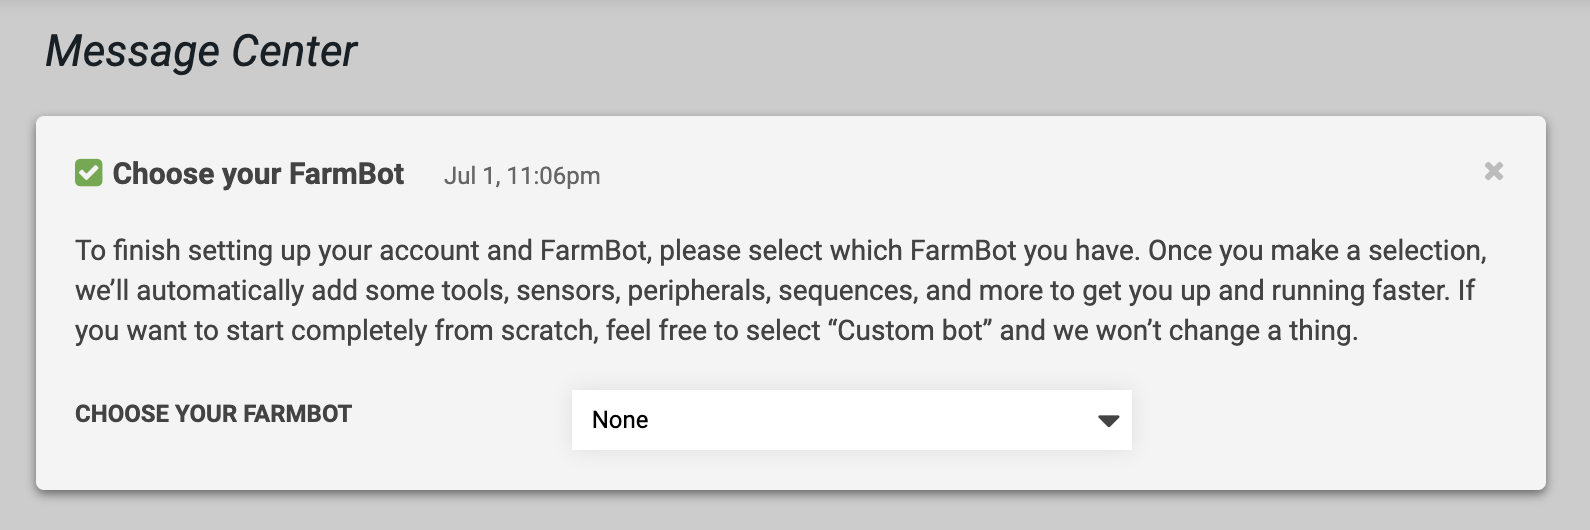 Message Center
Choose your FarmBot Jul 1, 11:06pm
To finish setting up your account and FarmBot, please select which FarmBot you have. Once you make a selection,
we’ll automatically add some tools, sensors, peripherals, sequences, and more to get you up and running faster. If
you want to start completely from scratch, feel free to select “Custom bot” and we won’t change a thing.
CHOOSE YOUR FARMBOT None